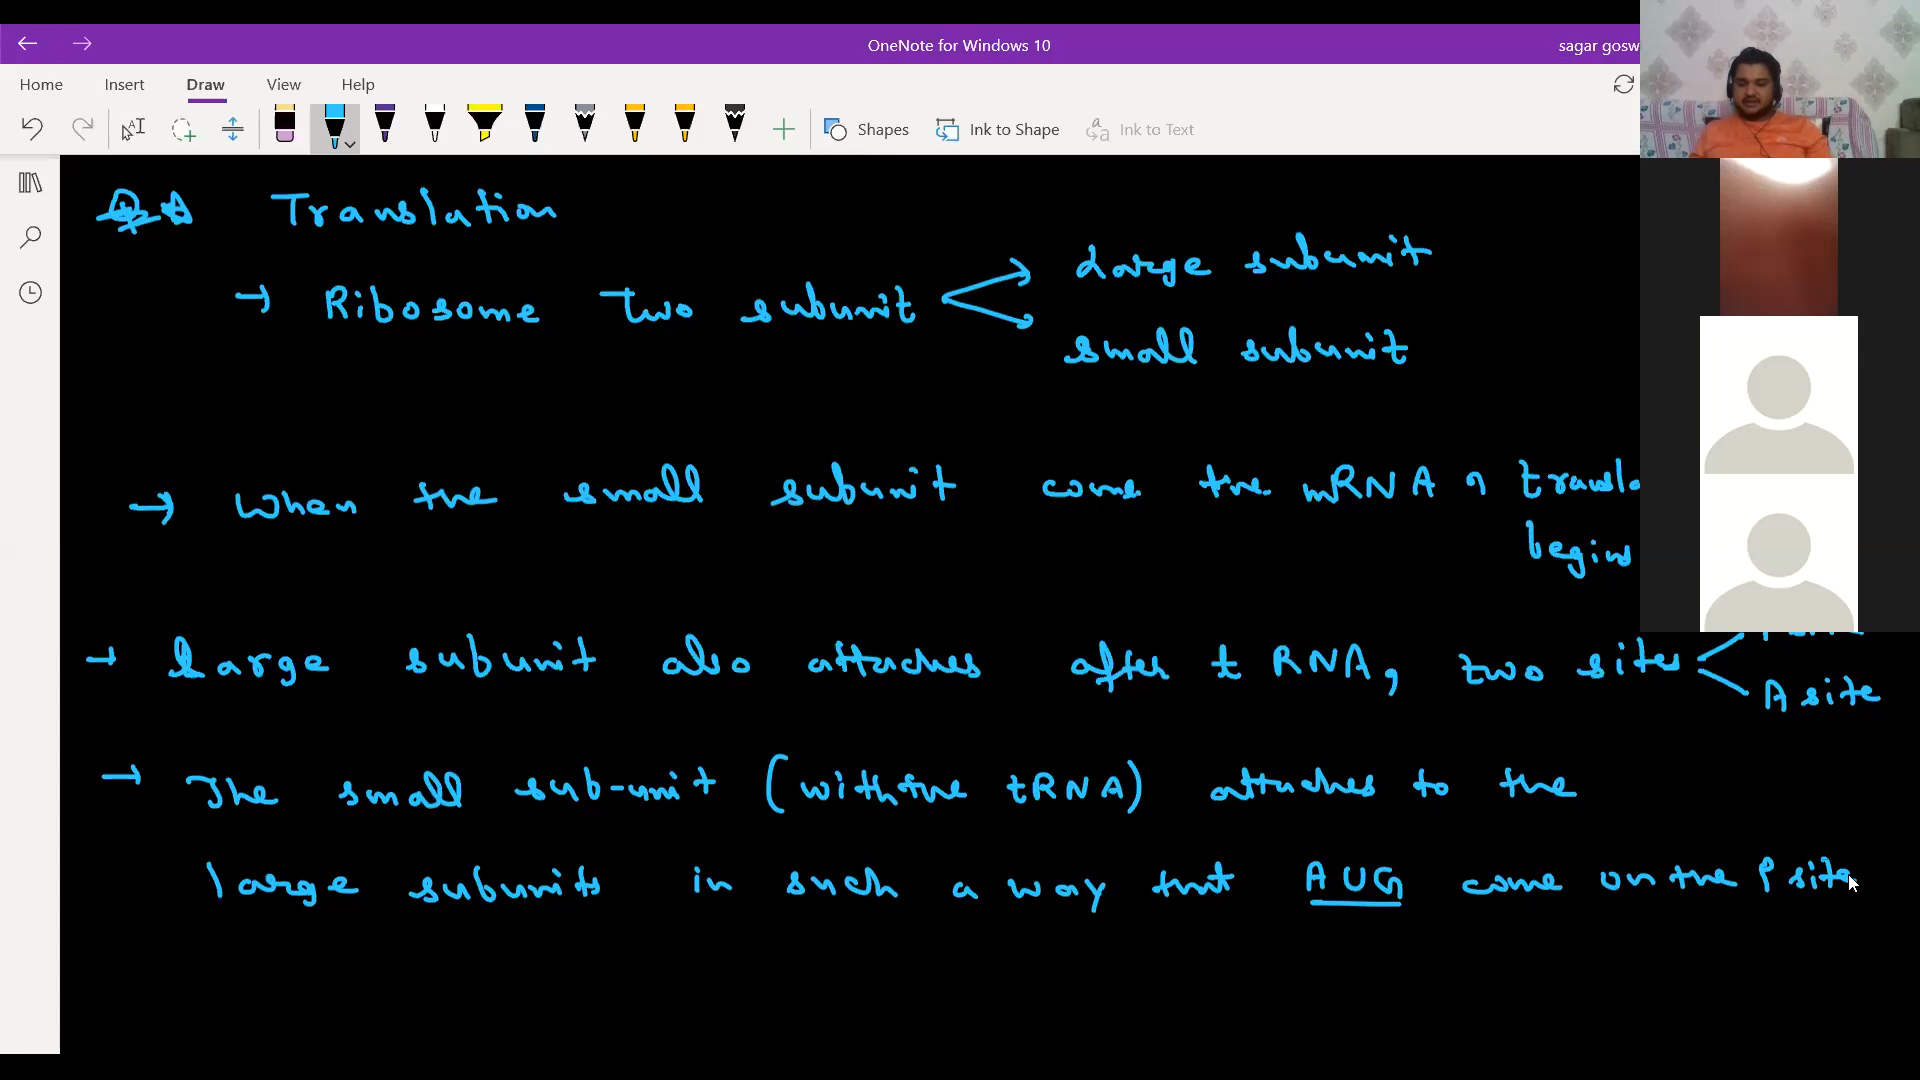 OneNote for Windows 10
sagar gosw
Home Insert Draw View Help
Shapes Ink to Shape Ink to Text
Translation
→ Ribosome Two subunit
Large subunit
small subunit
→ When the small subunit come the mRNA, transla
begins
→ large subunit also attaches after t RNA, two sites
A site
→ The small sub-unit (with the tRNA) attaches to the
large subunits in such a way that AUG come on the P site